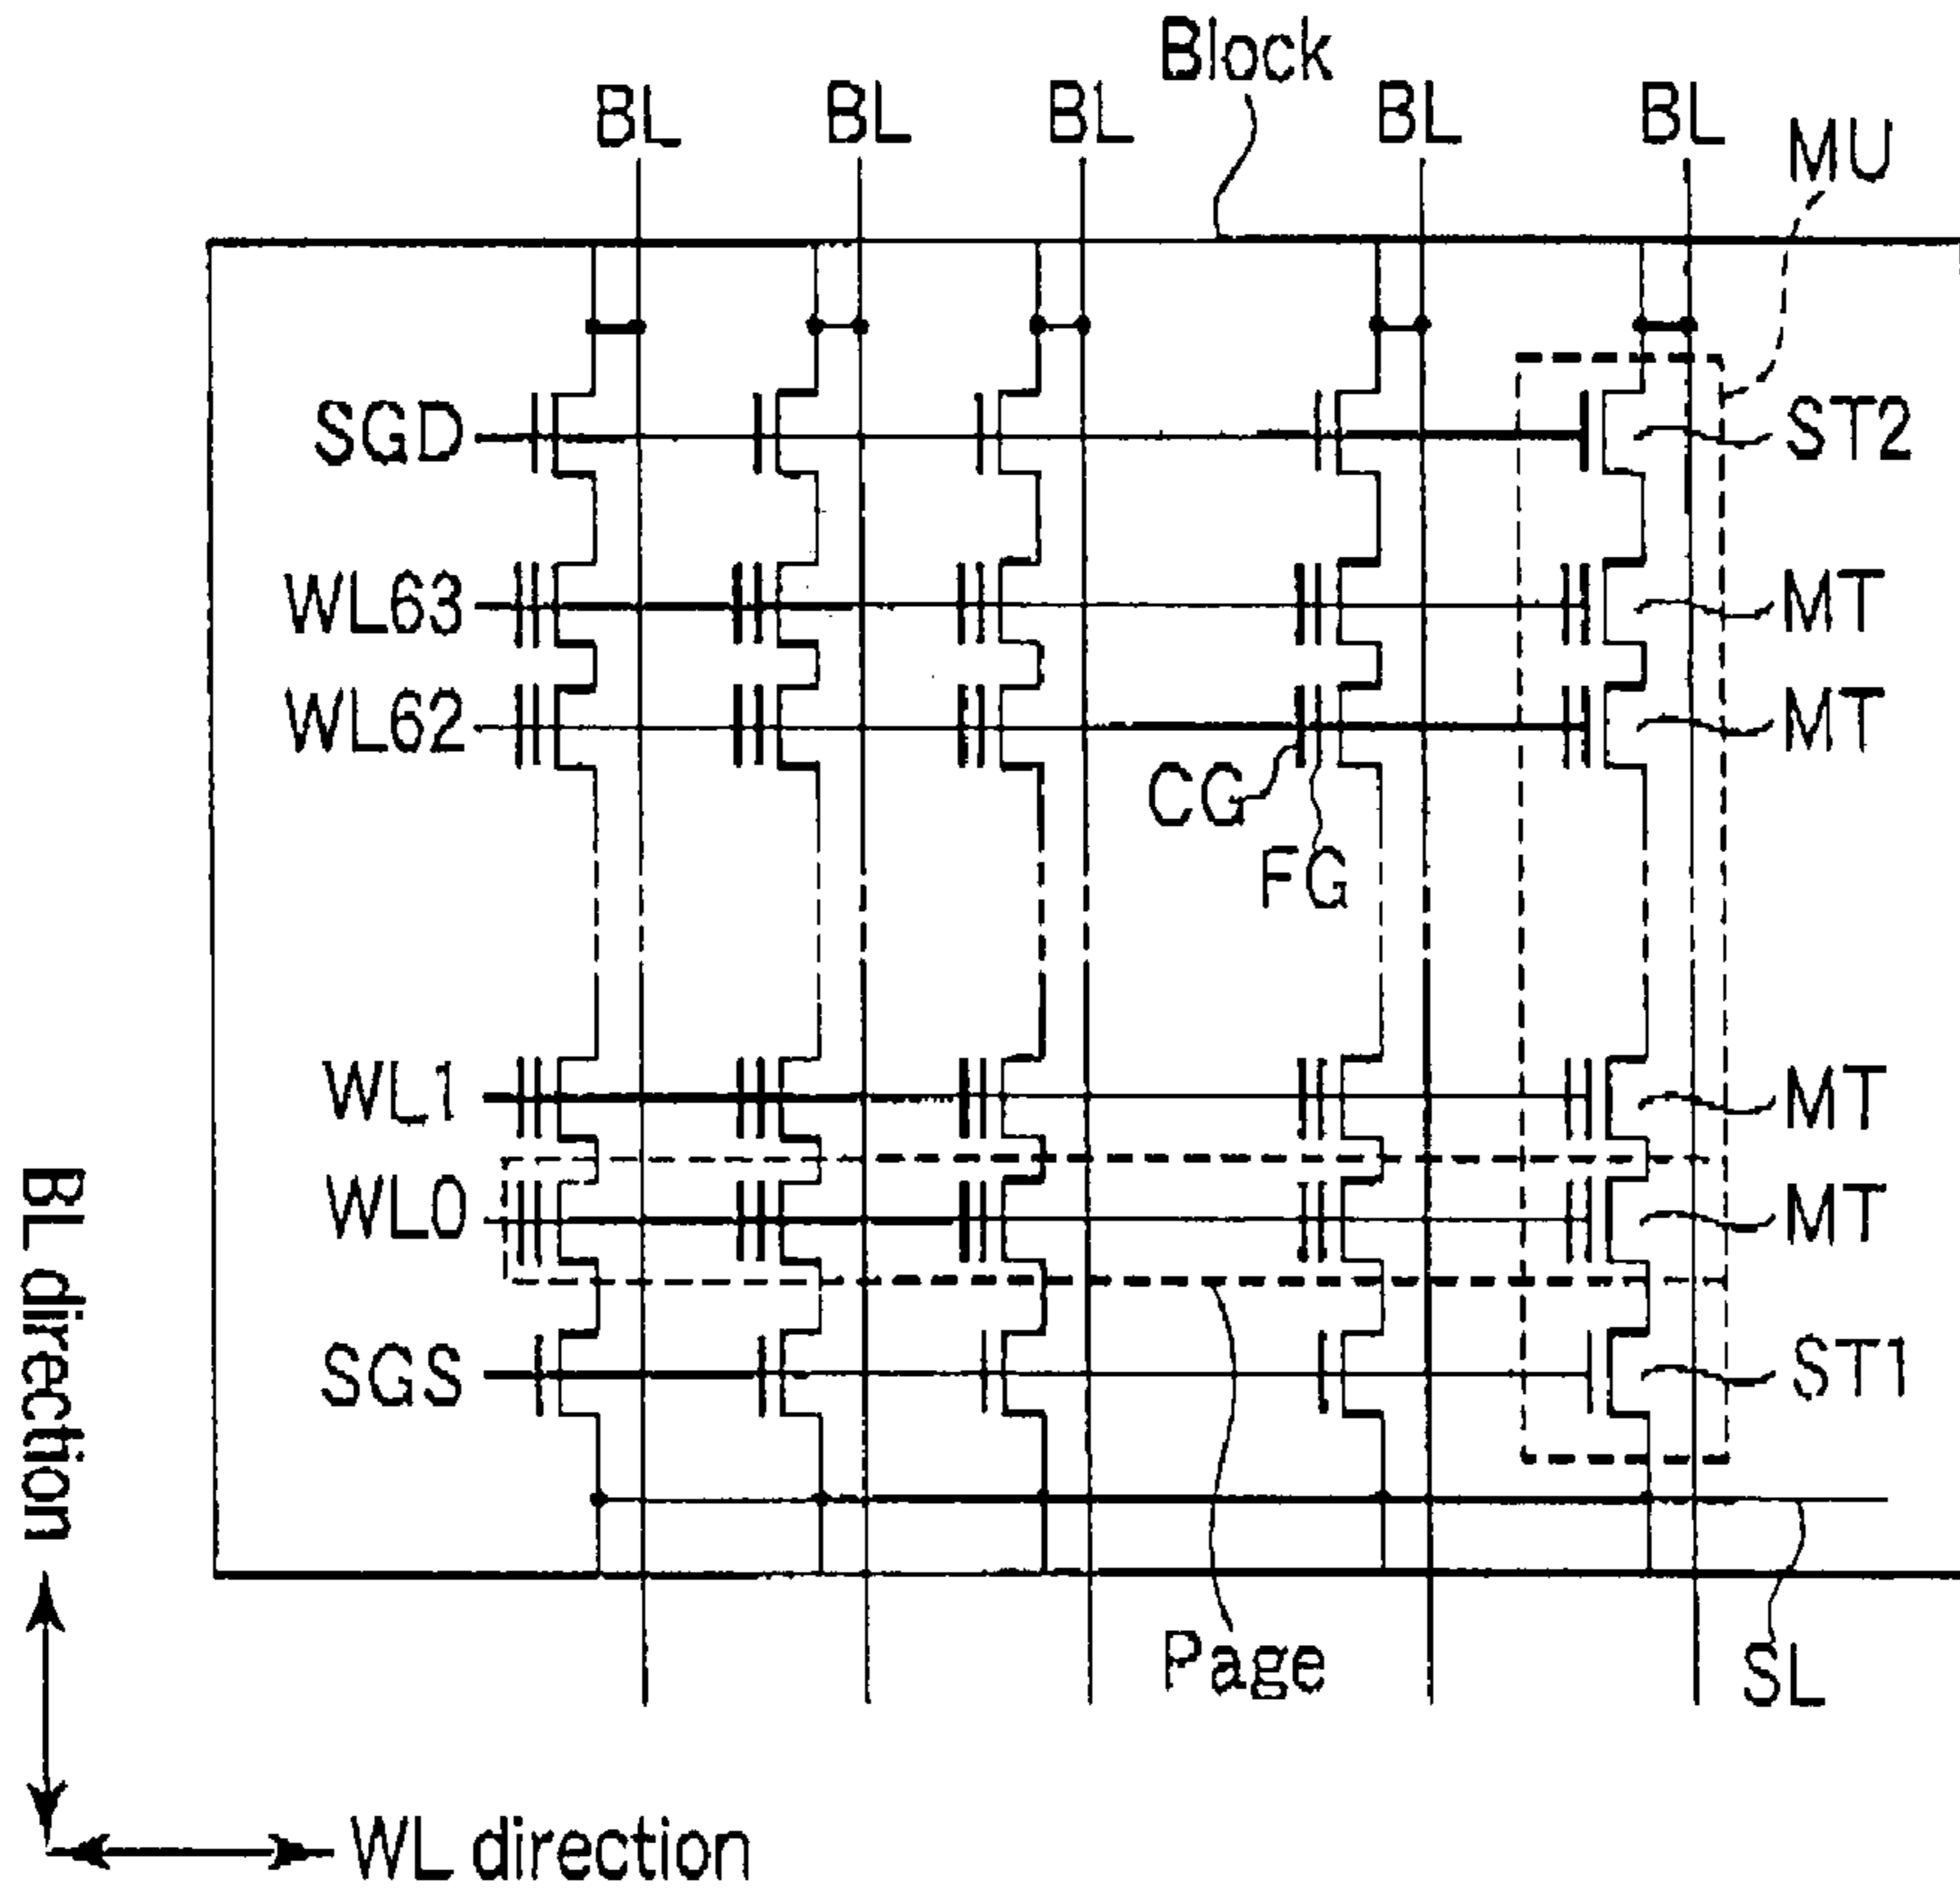 Block
BL BL BL BL BL
MU
SGD ST2
WL63 MT
WL62 MT
CG
FG
WL1 MT
WL0 MT
SGS ST1
Page
SL
BL direction
WL direction